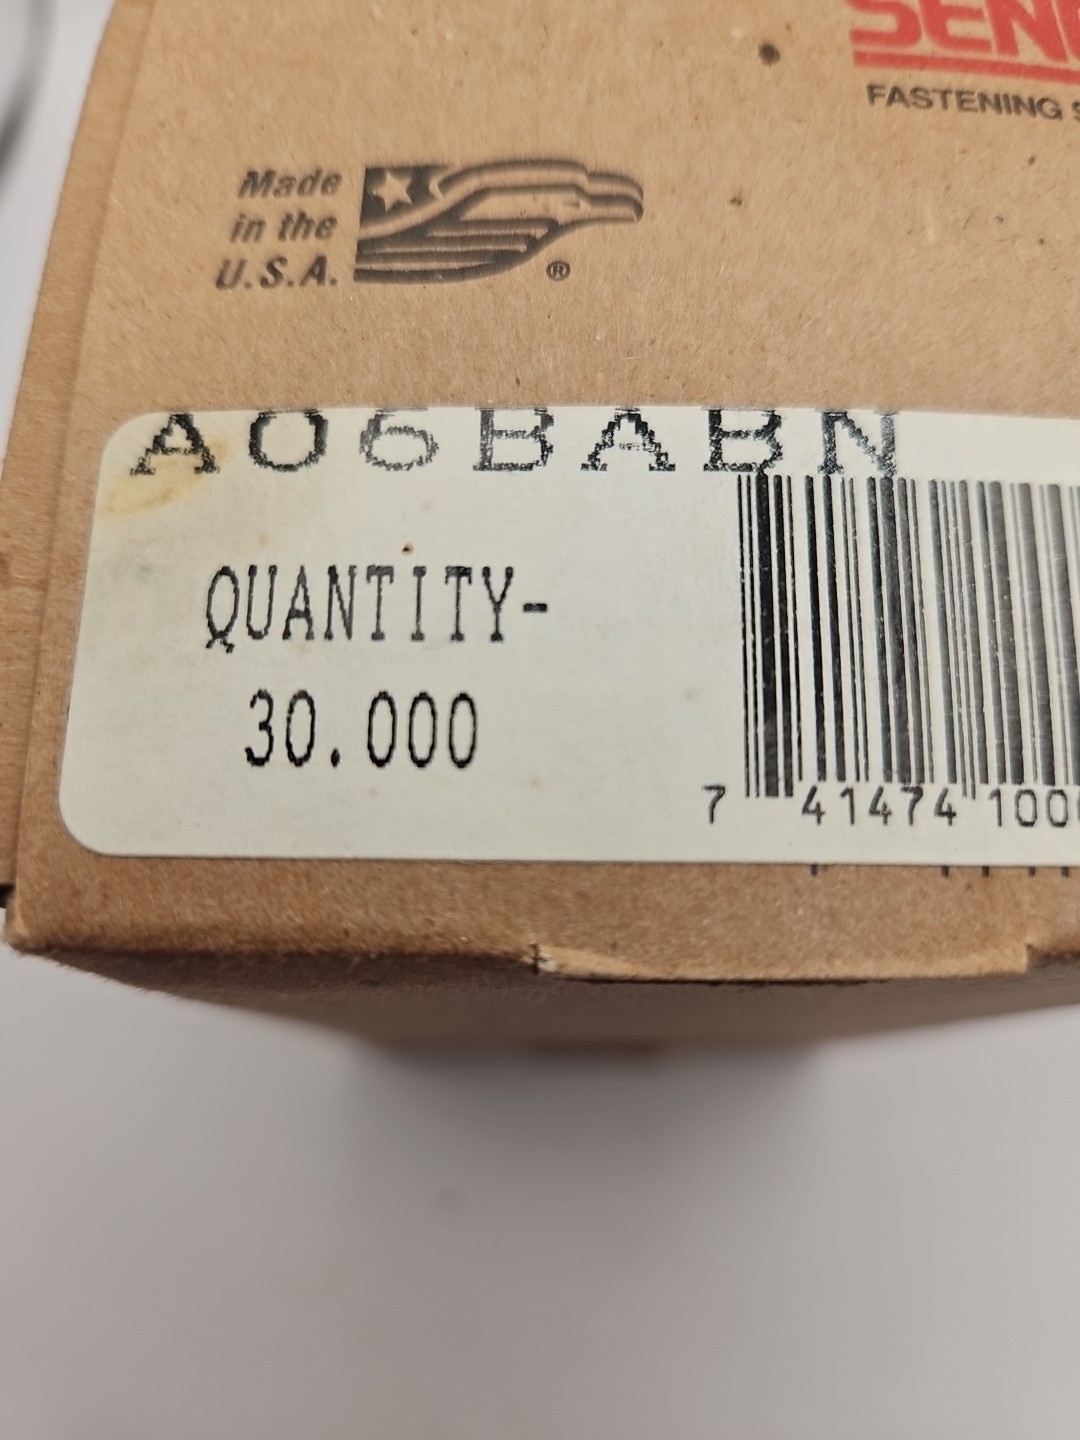 FASTENING
Made
in the
U.S.A.
®
A06BABN
QUANTITY-
30.000
7 41474 100